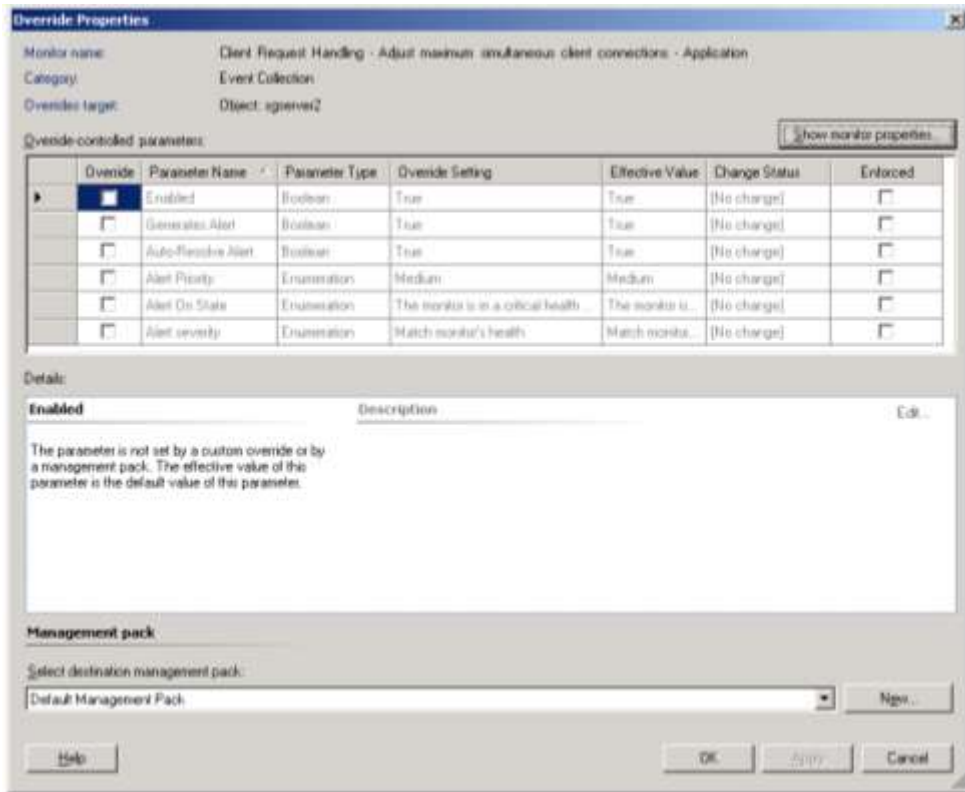 Override Properties
Monitor name: Client Request Handling - Adjust maximum simultaneous client connections - Application
Category: Event Collection
Overrides target: Object: sgserver2
Override-controlled parameters:
Show monitor properties...
Override Parameter Name Parameter Type Override Setting Effective Value Change Status Enforced
Enabled Boolean True True [No change]
Generates Alert Boolean True True [No change]
Auto-Resolve Alert Boolean True True [No change]
Alert Priority Enumeration Medium Medium [No change]
Alert On State Enumeration The monitor is in a critical health ... The monitor is... [No change]
Alert severity Enumeration Match monitor's health Match monitor... [No change]
Details:
Enabled Description Edit...
The parameter is not set by a custom override or by
a management pack. The effective value of this
parameter is the default value of this parameter.
Management pack
Select destination management pack:
Default Management Pack New...
Help OK Apply Cancel